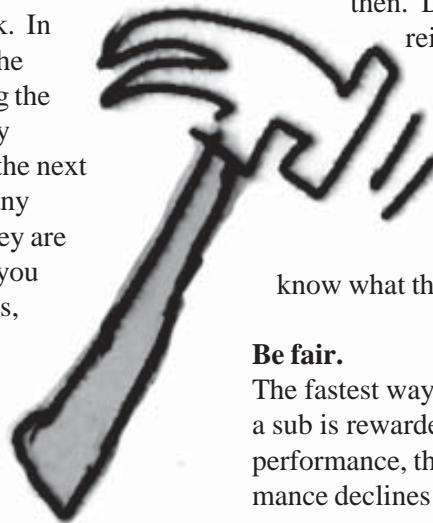 k. In
he
g the
y
the next
ny
ey are
you
s,
then.
rei
know what th
Be fair.
The fastest way
a sub is rewarde
performance, th
mance declines